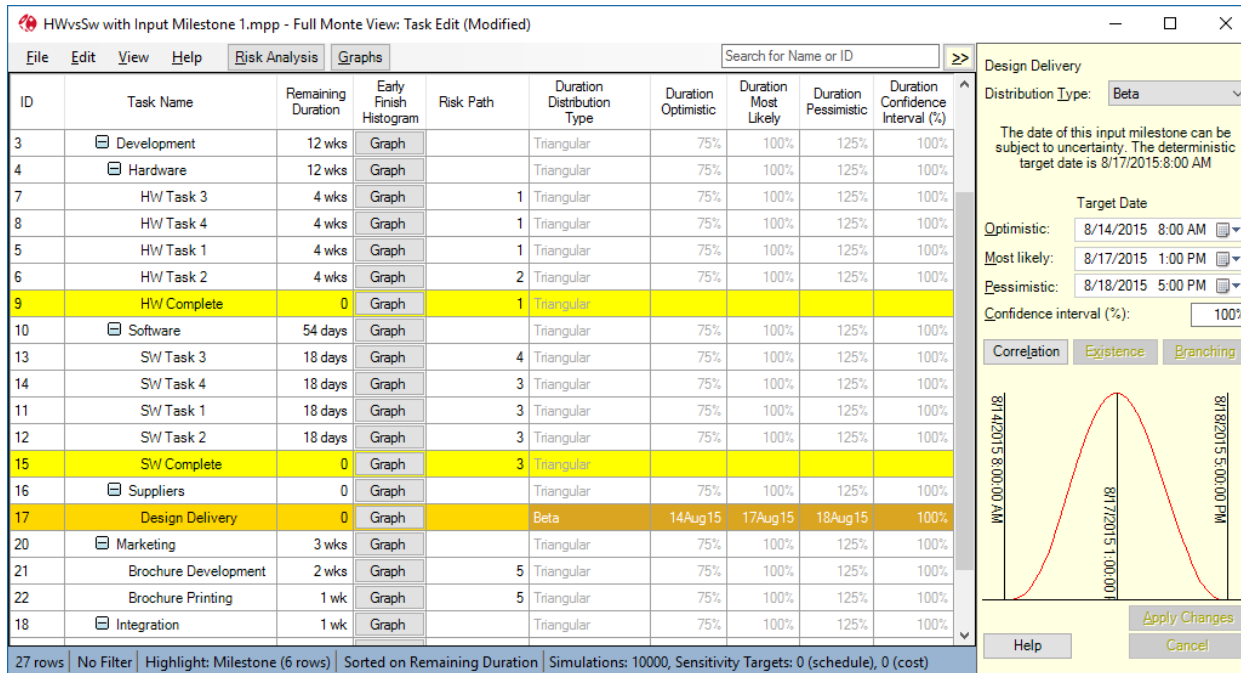 HWvsSw with Input Milestone 1.mpp - Full Monte View: Task Edit (Modified)
File Edit View Help Risk Analysis Graphs Search for Name or ID >>
ID Task Name Remaining Duration Early Finish Histogram Risk Path Duration Distribution Type Duration Optimistic Duration Most Likely Duration Pessimistic Duration Confidence Interval (%)
3 Development 12 wks Graph Triangular 75% 100% 125% 100%
4 Hardware 12 wks Graph Triangular 75% 100% 125% 100%
7 HW Task 3 4 wks Graph 1 Triangular 75% 100% 125% 100%
8 HW Task 4 4 wks Graph 1 Triangular 75% 100% 125% 100%
5 HW Task 1 4 wks Graph 1 Triangular 75% 100% 125% 100%
6 HW Task 2 4 wks Graph 2 Triangular 75% 100% 125% 100%
9 HW Complete 0 Graph 1 Triangular
10 Software 54 days Graph Triangular 75% 100% 125% 100%
13 SW Task 3 18 days Graph 4 Triangular 75% 100% 125% 100%
14 SW Task 4 18 days Graph 3 Triangular 75% 100% 125% 100%
11 SW Task 1 18 days Graph 3 Triangular 75% 100% 125% 100%
12 SW Task 2 18 days Graph 3 Triangular 75% 100% 125% 100%
15 SW Complete 0 Graph 3 Triangular
16 Suppliers 0 Graph Triangular 75% 100% 125% 100%
17 Design Delivery 0 Graph Beta 14Aug15 17Aug15 18Aug15 100%
20 Marketing 3 wks Graph Triangular 75% 100% 125% 100%
21 Brochure Development 2 wks Graph 5 Triangular 75% 100% 125% 100%
22 Brochure Printing 1 wk Graph 5 Triangular 75% 100% 125% 100%
18 Integration 1 wk Graph Triangular 75% 100% 125% 100%
27 rows No Filter Highlight: Milestone (6 rows) Sorted on Remaining Duration Simulations: 10000, Sensitivity Targets: 0 (schedule), 0 (cost)
Design Delivery
Distribution Type: Beta
The date of this input milestone can be
subject to uncertainty. The deterministic
target date is 8/17/2015:8:00 AM
Target Date
Optimistic: 8/14/2015 8:00 AM
Most likely: 8/17/2015 1:00 PM
Pessimistic: 8/18/2015 5:00 PM
Confidence interval (%): 100%
Correlation Existence Branching
8/14/2015 8:00:00 AM
8/17/2015 1:00:00
8/18/2015 5:00:00 PM
Apply Changes
Help Cancel